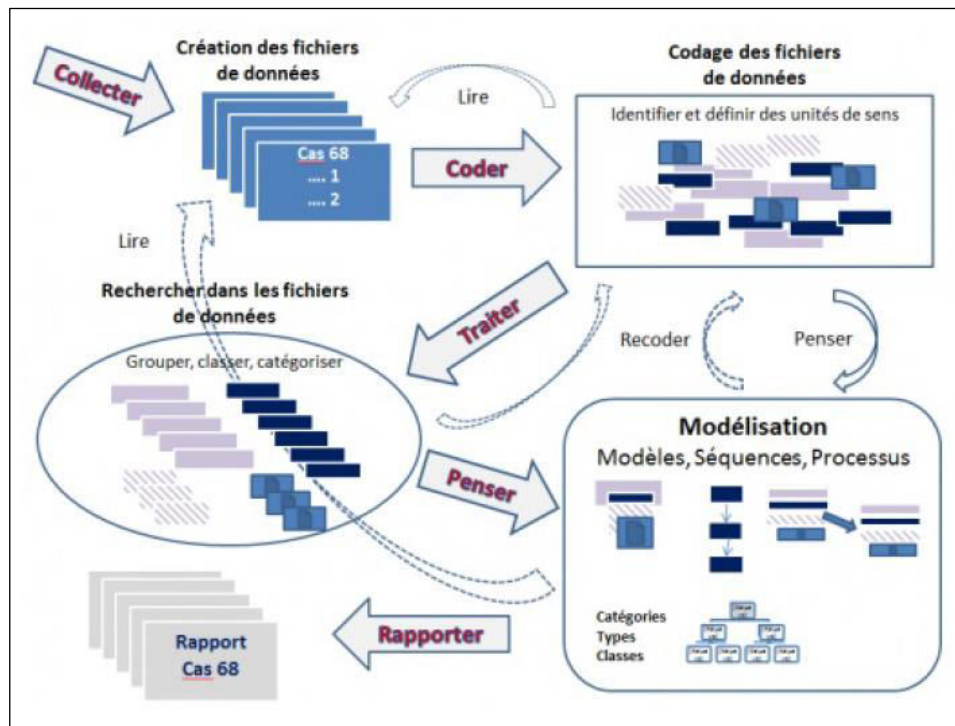 Collecter
Création des fichiers
de données
Cas 68
.... 1
.... 2
Lire
Coder
Codage des fichiers
de données
Identifier et définir des unités de sens
Lire
Traiter
Rechercher dans les fichiers
de données
Grouper, classer, catégoriser
Recoder
Penser
Penser
Modélisation
Modèles, Séquences, Processus
Catégories
Types
Classes
Rapporter
Rapport
Cas 68